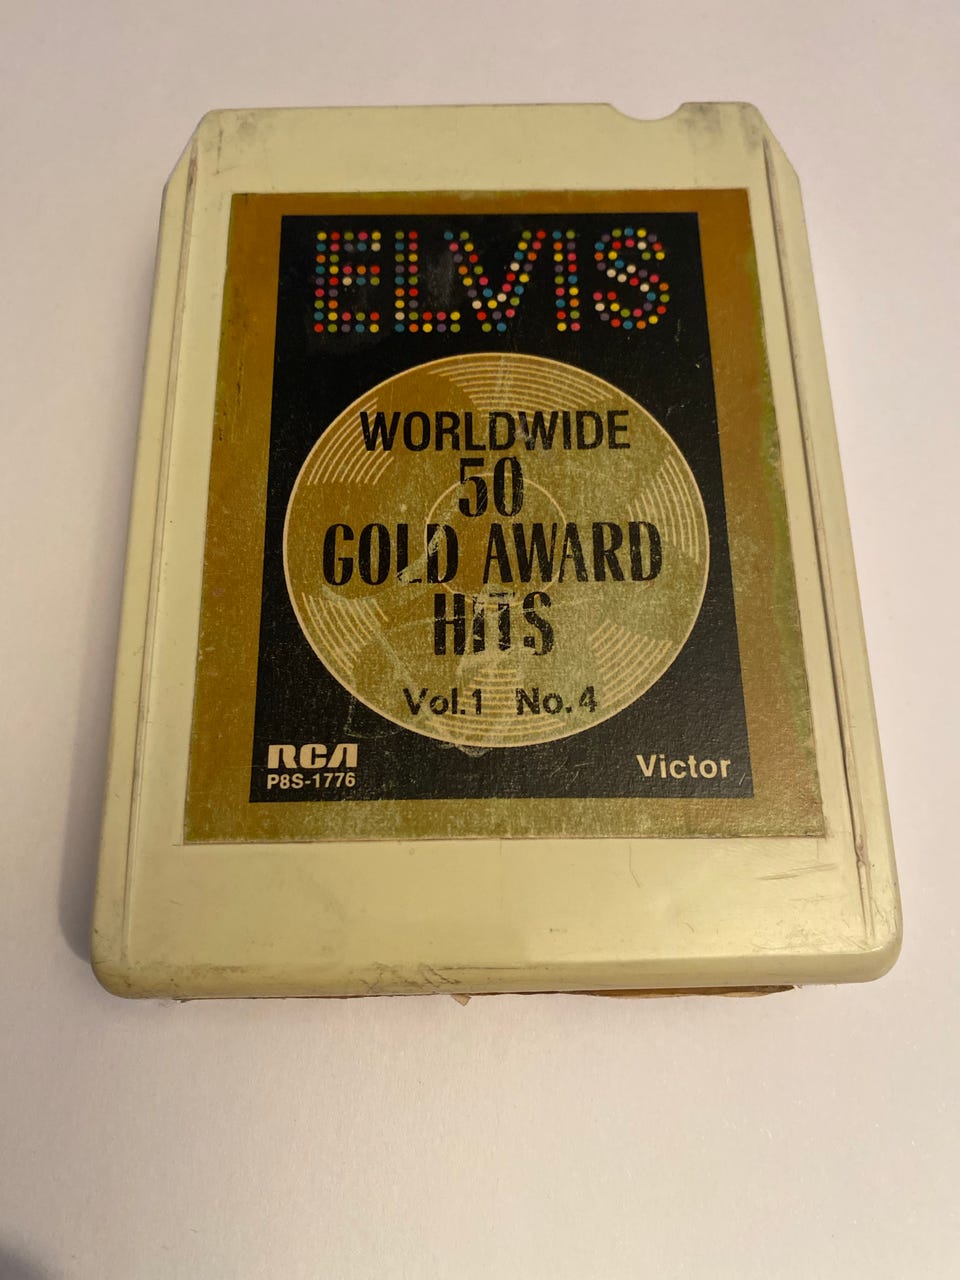 ELVIS
WORLDWIDE
50
GOLD AWARD
HITS
Vol.1 No.4
RCA
P8S-1776
Victor